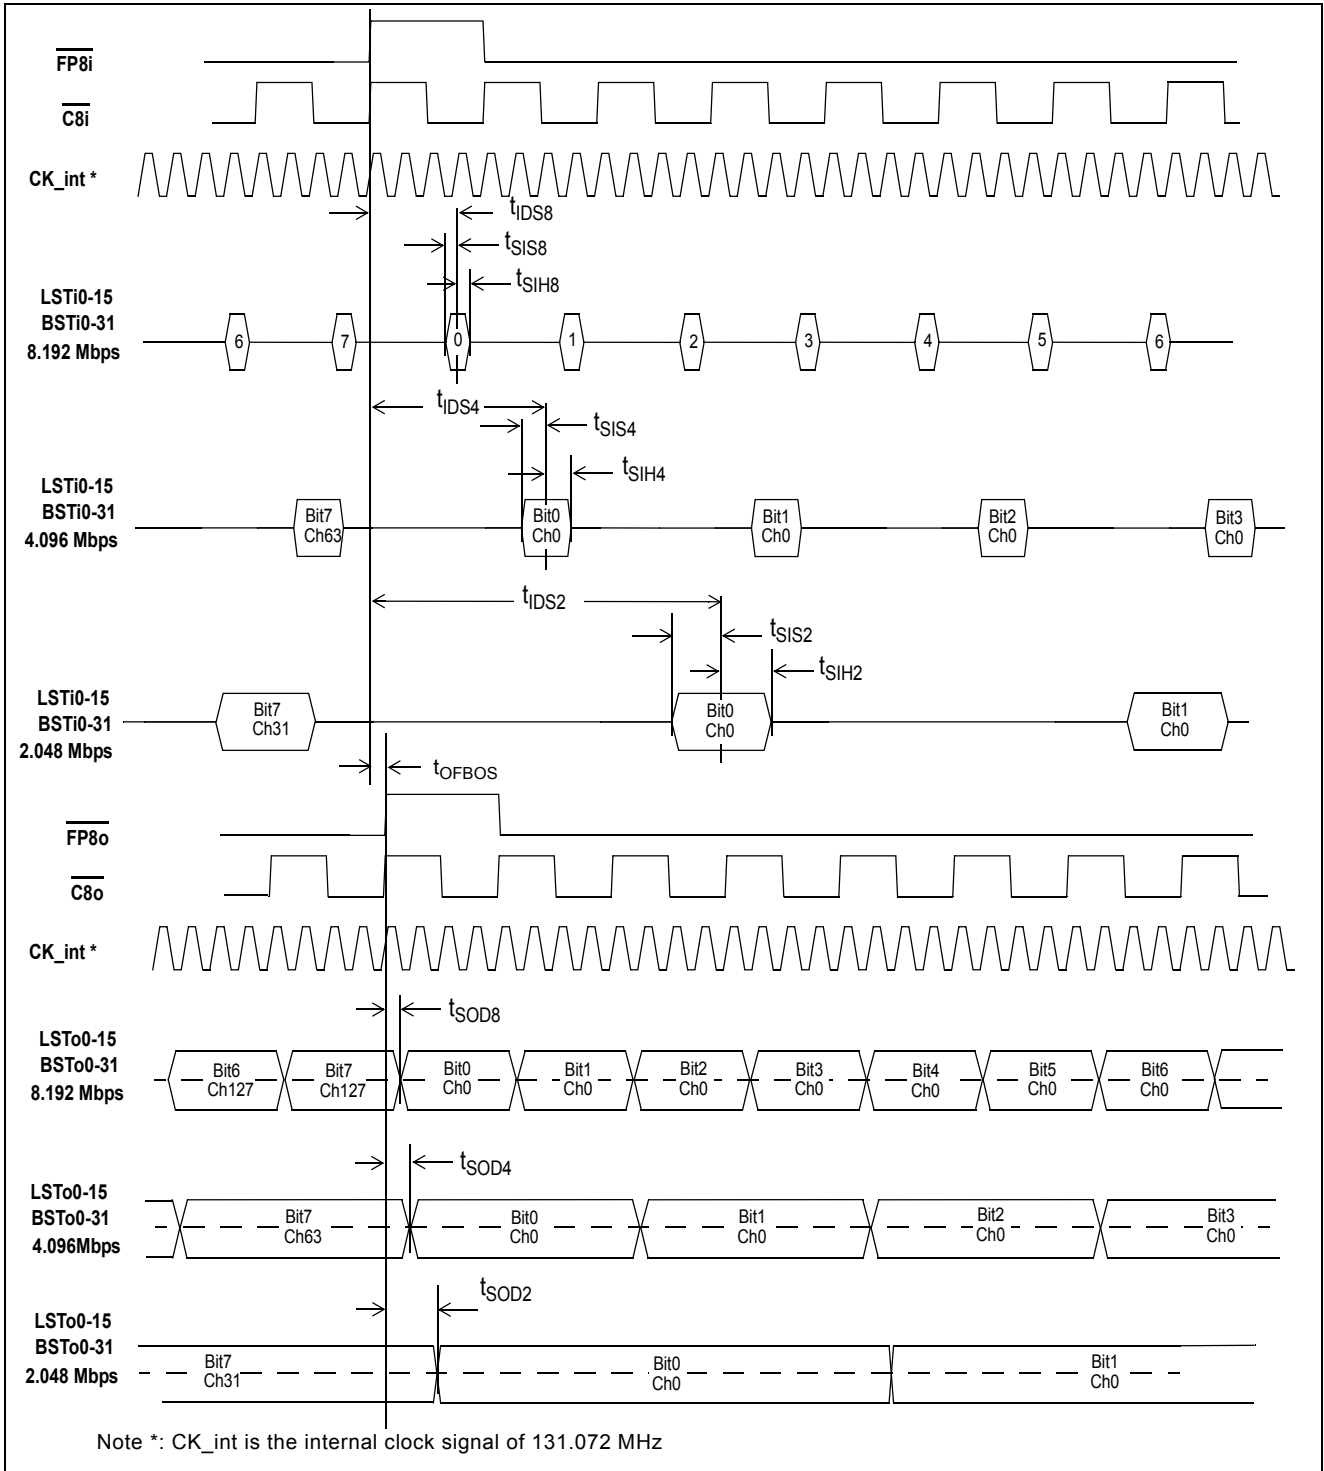 FP8i
C8i
CK_int *
tIDS8
tSIS8
tSIH8
LSTi0-15
BSTi0-31
8.192 Mbps
6 7 0 1 2 3 4 5 6
tIDS4
tSIS4
tSIH4
LSTi0-15
BSTi0-31
4.096 Mbps
Bit7 Bit0 Bit1 Bit2 Bit3
Ch63 Ch0 Ch0 Ch0 Ch0
tIDS2
tSIS2
tSIH2
LSTi0-15
BSTi0-31
2.048 Mbps
Bit7 Bit0 Bit1
Ch31 Ch0 Ch0
tOFBOS
FP8o
C8o
CK_int *
tSOD8
LSTo0-15
BSTo0-31
8.192 Mbps
Bit6 Bit7 Bit0 Bit1 Bit2 Bit3 Bit4 Bit5 Bit6
Ch127 Ch127 Ch0 Ch0 Ch0 Ch0 Ch0 Ch0 Ch0
tSOD4
LSTo0-15
BSTo0-31
4.096Mbps
Bit7 Bit0 Bit1 Bit2 Bit3
Ch63 Ch0 Ch0 Ch0 Ch0
tSOD2
LSTo0-15
BSTo0-31
2.048 Mbps
Bit7 Bit0 Bit1
Ch31 Ch0 Ch0
Note *: CK_int is the internal clock signal of 131.072 MHz